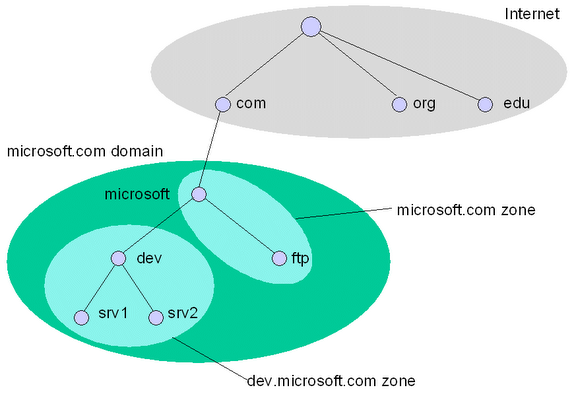 Internet
com
org
edu
microsoft.com domain
microsoft
microsoft.com zone
dev
ftp
srv1
srv2
dev.microsoft.com zone